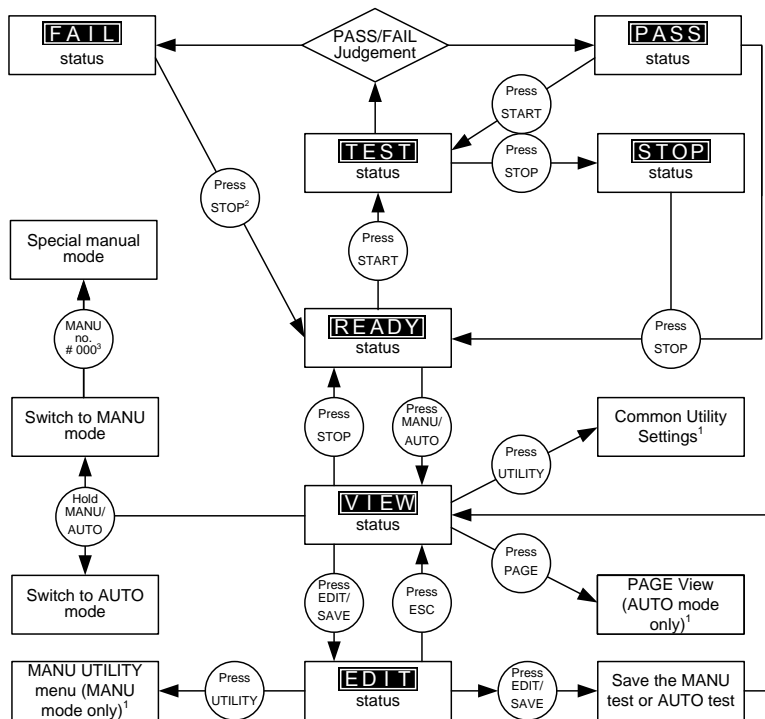 FAIL
status
PASS/FAIL
Judgement
PASS
status
Press
START
TEST
status
Press
STOP
STOP
status
Press
STOP²
Press
START
Special manual
mode
MANU
no.
# 000³
READY
status
Press
STOP
Switch to MANU
mode
Press
STOP
Press
MANU/
AUTO
Common Utility
Settings¹
Press
UTILITY
Hold
MANU/
AUTO
VIEW
status
Press
PAGE
Switch to AUTO
mode
Press
EDIT/
SAVE
Press
ESC
PAGE View
(AUTO mode
only)¹
MANU UTILITY
menu (MANU
mode only)¹
Press
UTILITY
EDIT
status
Press
EDIT/
SAVE
Save the MANU
test or AUTO test